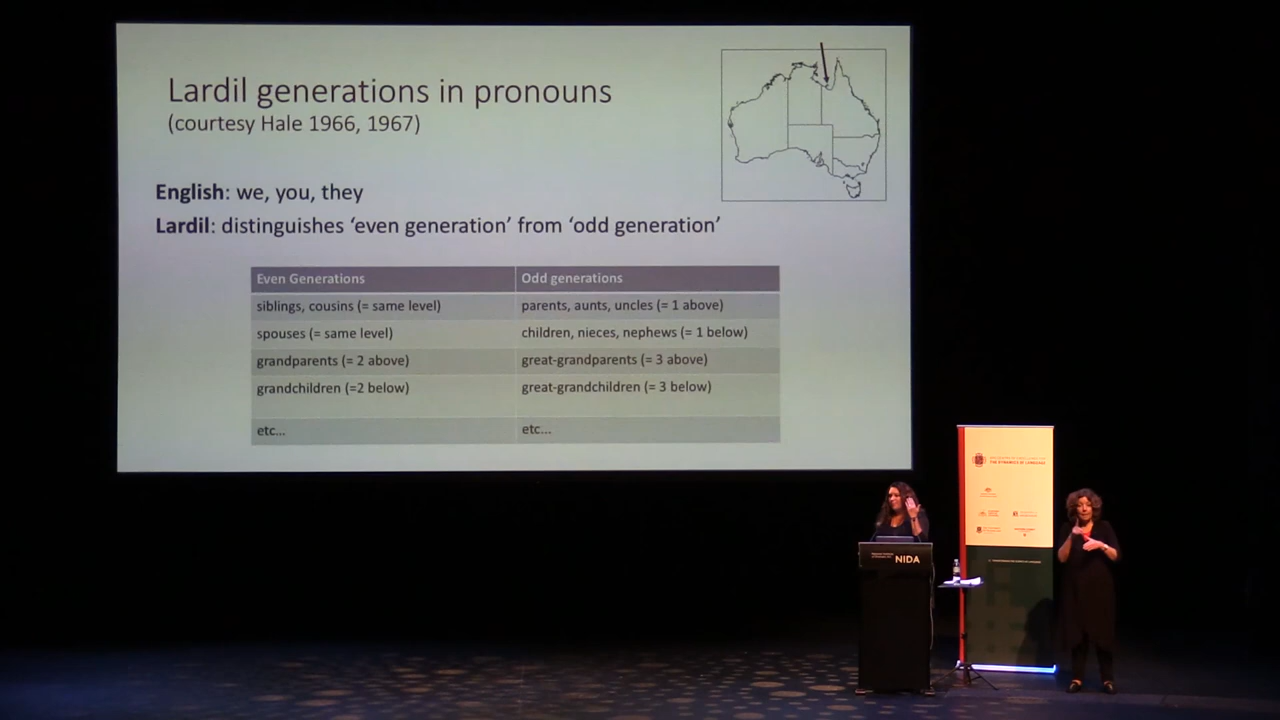 Lardil generations in pronouns
(courtesy Hale 1966, 1967)
English: we, you, they
Lardil: distinguishes ‘even generation’ from ‘odd generation’
Even Generations Odd generations
siblings, cousins (= same level) parents, aunts, uncles (= 1 above)
spouses (= same level) children, nieces, nephews (= 1 below)
grandparents (= 2 above) great-grandparents (= 3 above)
grandchildren (=2 below) great-grandchildren (= 3 below)
etc... etc...
THE DYNAMICS OF LANGUAGE
NIDA